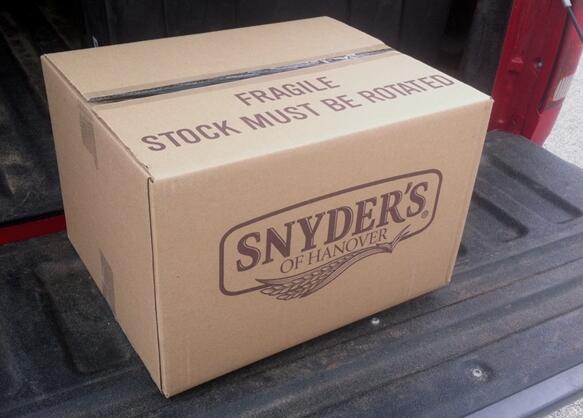 FRAGILE
STOCK MUST BE ROTATED
SNYDER'S®
OF HANOVER